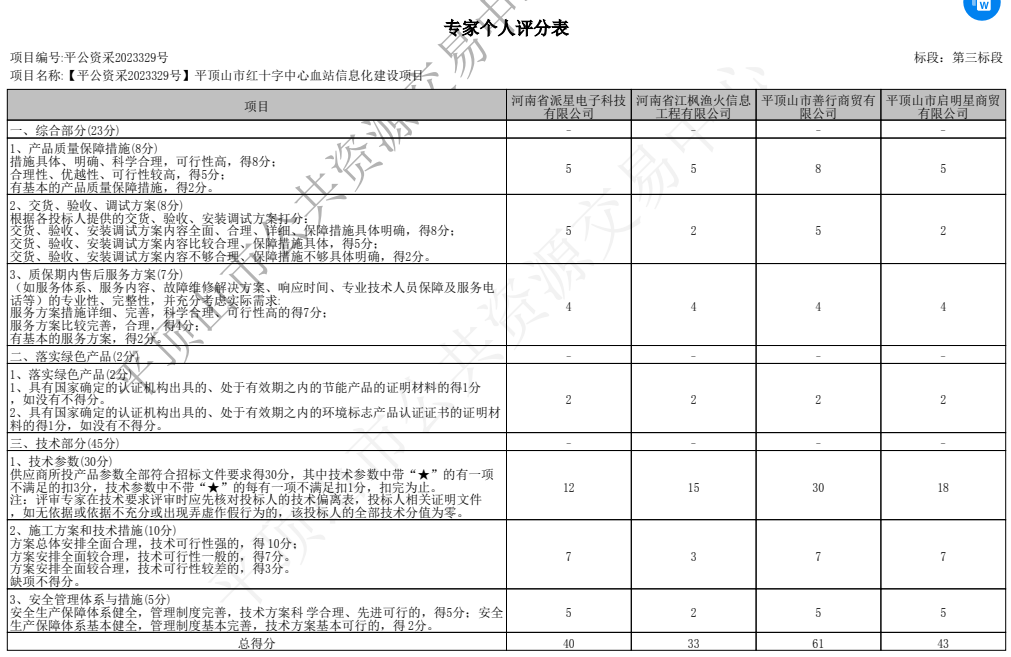 专家个人评分表
项目编号:平公资采2023329号
标段：第三标段
项目名称:【平公资采2023329号】平顶山市红十字中心血站信息化建设项目
项目 河南省派星电子科技有限公司 河南省江枫渔火信息工程有限公司 平顶山市善行商贸有限公司 平顶山市启明星商贸有限公司
一、综合部分(23分) - - - -
1、产品质量保障措施(8分)
措施具体、明确、科学合理，可行性高，得8分；
合理性、优越性、可行性较高，得5分；
有基本的产品质量保障措施，得2分。
5 5 8 5
2、交货、验收、调试方案(8分)
根据各投标人提供的交货、验收、安装调试方案打分：
交货、验收、安装调试方案内容全面、合理、详细、保障措施具体明确，得8分；
交货、验收、安装调试方案内容比较合理、保障措施具体，得5分；
交货、验收、安装调试方案内容不够合理、保障措施不够具体明确，得2分。
5 2 5 2
3、质保期内售后服务方案(7分)
（如服务体系、服务内容、故障维修解决方案、响应时间、专业技术人员保障及服务电
话等）的专业性、完整性，并充分考虑实际需求:
服务方案措施详细、完善，科学合理、可行性高的得7分；
服务方案比较完善，合理，得4分；
有基本的服务方案，得2分。
4 4 4 4
二、落实绿色产品(2分) - - - -
1、落实绿色产品(2分)
1、具有国家确定的认证机构出具的、处于有效期之内的节能产品的证明材料的得1分
，如没有不得分。
2、具有国家确定的认证机构出具的、处于有效期之内的环境标志产品认证证书的证明材
料的得1分，如没有不得分。
2 2 2 2
三、技术部分(45分) - - - -
1、技术参数(30分)
供应商所投产品参数全部符合招标文件要求得30分，其中技术参数中带“★”的有一项
不满足的扣3分，技术参数中不带“★”的每有一项不满足扣1分，扣完为止。
注：评审专家在技术要求评审时应先核对投标人的技术偏离表，投标人相关证明文件
，如无依据或依据不充分或出现弄虚作假行为的，该投标人的全部技术分值为零。
12 15 30 18
2、施工方案和技术措施(10分)
方案总体安排全面合理，技术可行性强的，得10分；
方案安排全面较合理，技术可行性一般的，得7分。
方案安排全面较合理，技术可行性较差的，得3分。
缺项不得分。
7 3 7 7
3、安全管理体系与措施(5分)
安全生产保障体系健全，管理制度完善，技术方案科学合理、先进可行的，得5分；安全
生产保障体系基本健全，管理制度基本完善，技术方案基本可行的，得2分。
5 2 5 5
总得分 40 33 61 43
平顶山市公共资源交易中
平顶山市公共资源交易中心
W